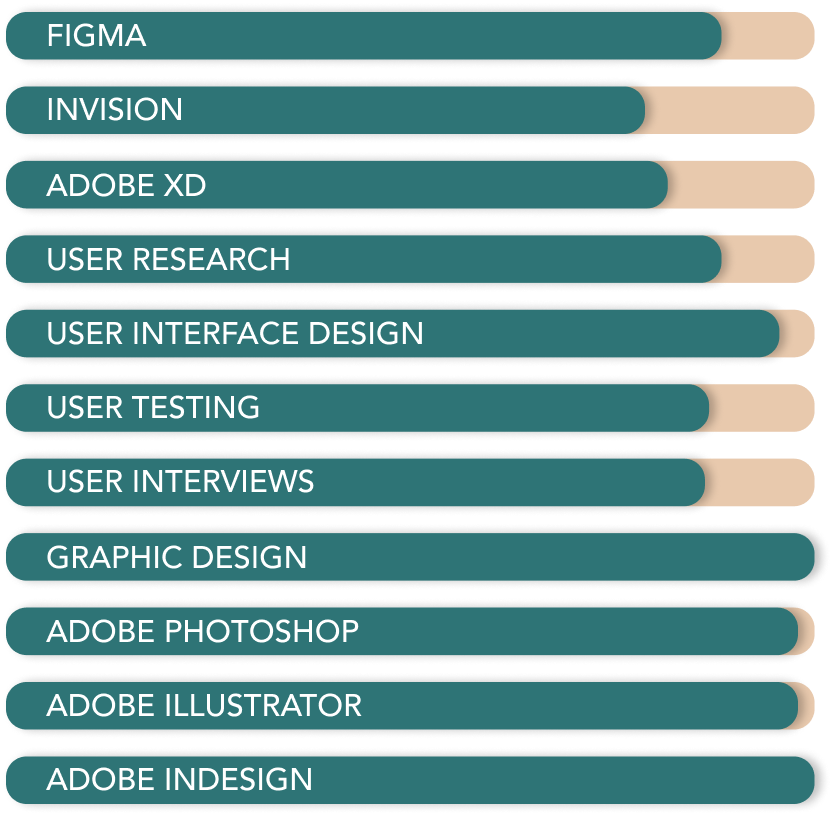 FIGMA
INVISION
ADOBE XD
USER RESEARCH
USER INTERFACE DESIGN
USER TESTING
USER INTERVIEWS
GRAPHIC DESIGN
ADOBE PHOTOSHOP
ADOBE ILLUSTRATOR
ADOBE INDESIGN